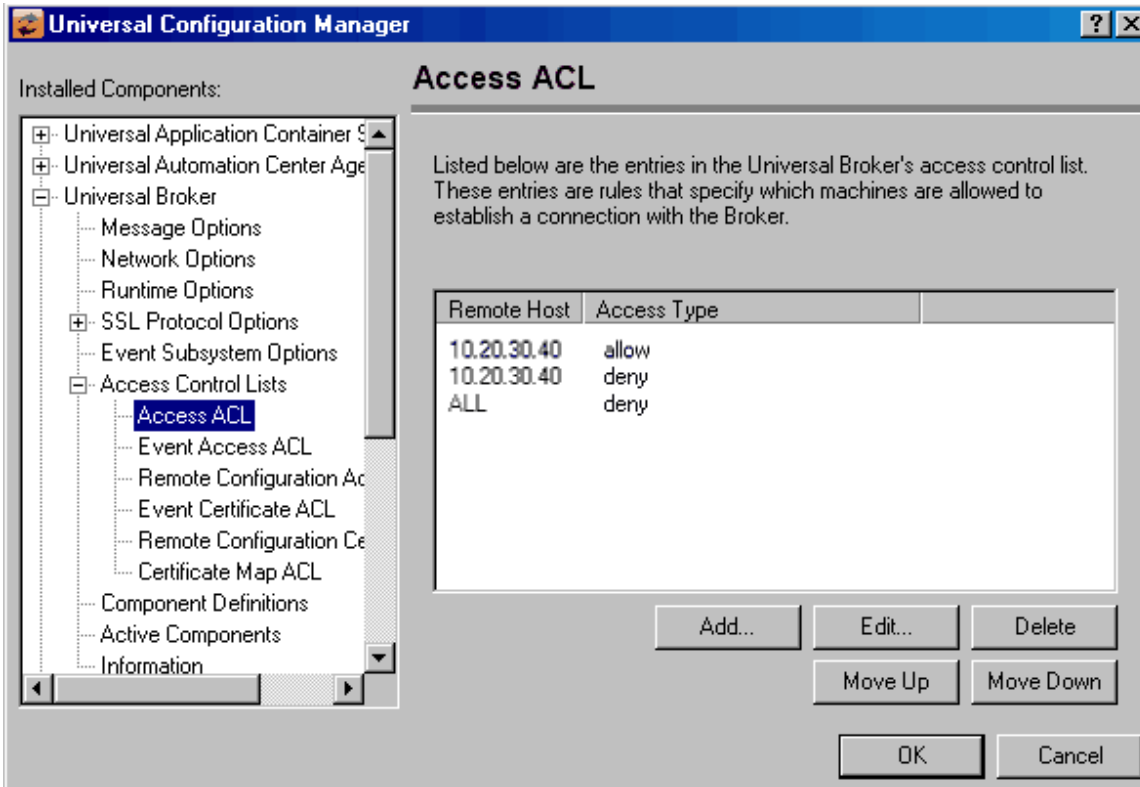 Universal Configuration Manager
Installed Components:
Universal Application Container S
Universal Automation Center Age
Universal Broker
Message Options
Network Options
Runtime Options
SSL Protocol Options
Event Subsystem Options
Access Control Lists
Access ACL
Event Access ACL
Remote Configuration Ac
Event Certificate ACL
Remote Configuration Ce
Certificate Map ACL
Component Definitions
Active Components
Information
Access ACL
Listed below are the entries in the Universal Broker's access control list.
These entries are rules that specify which machines are allowed to
establish a connection with the Broker.
Remote Host Access Type
10.20.30.40 allow
10.20.30.40 deny
ALL deny
Add... Edit... Delete
Move Up Move Down
OK Cancel